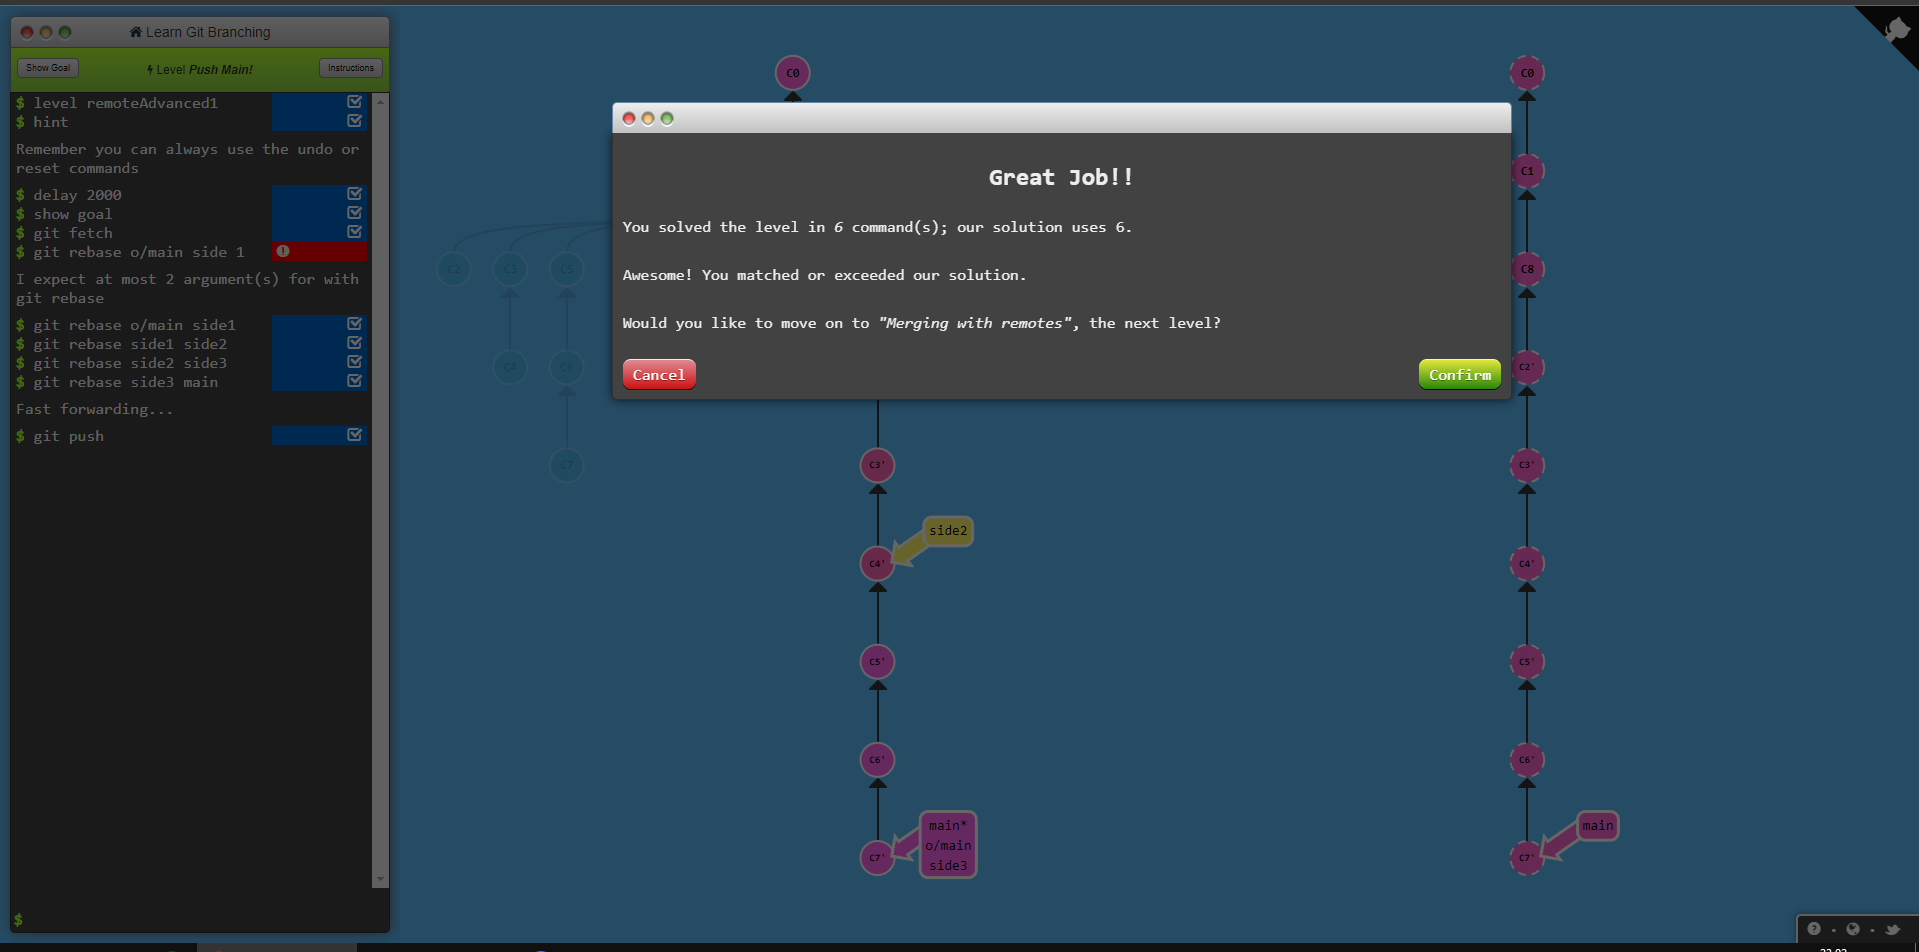 Learn Git Branching
Show Goal
Level Push Main!
Instructions
$ level remoteAdvanced1
$ hint
Remember you can always use the undo or
reset commands
$ delay 2000
$ show goal
$ git fetch
$ git rebase o/main side 1
I expect at most 2 argument(s) for with
git rebase
$ git rebase o/main side1
$ git rebase side1 side2
$ git rebase side2 side3
$ git rebase side3 main
Fast forwarding...
$ git push
$
C0
Great Job!!
You solved the level in 6 command(s); our solution uses 6.
Awesome! You matched or exceeded our solution.
Would you like to move on to "Merging with remotes", the next level?
Cancel
Confirm
C2
C3
C5
C4
C6
C7
C3'
side2
C4'
C5'
C6'
main*
o/main
side3
C7'
C0
C1
C8
C2'
C3'
C4'
C5'
C6'
main
C7'